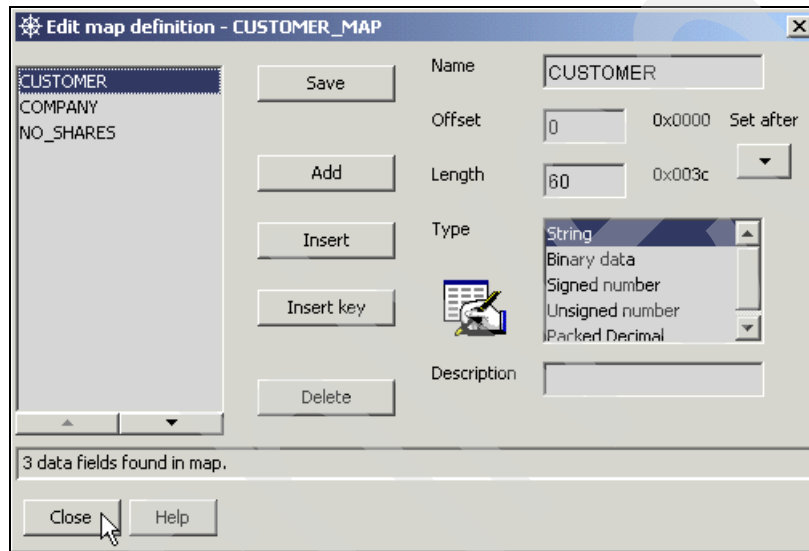 Edit map definition - CUSTOMER_MAP
CUSTOMER
COMPANY
NO_SHARES
Save
Add
Insert
Insert key
Delete
Name
CUSTOMER
Offset
0
0x0000
Set after
Length
60
0x003c
Type
String
Binary data
Signed number
Unsigned number
Packed Decimal
Description
3 data fields found in map.
Close
Help